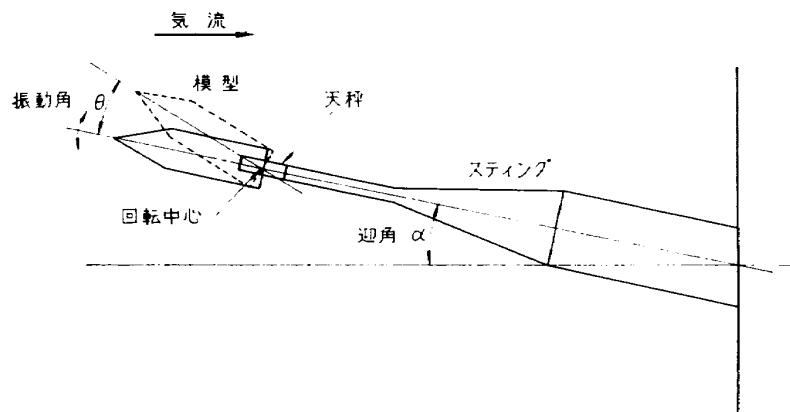 気流
模型
天秤
振動角 θ
スティング
回転中心
迎角 α